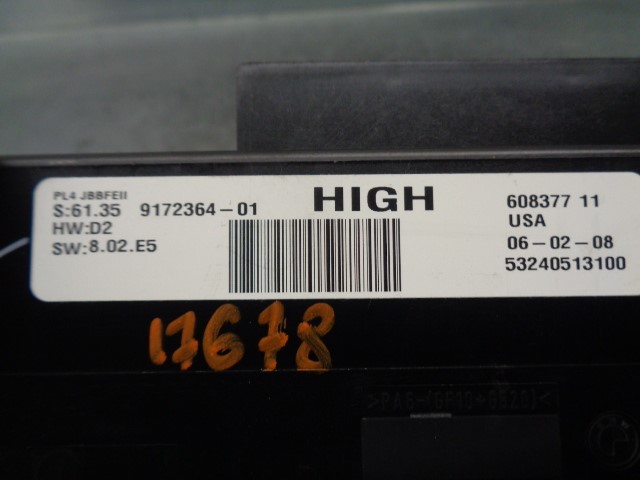 PL4 JBBFEII
S:61.35 9172364-01
HW:D2
SW:8.02.E5
HIGH
608377 11
USA
06-02-08
53240513100
17678